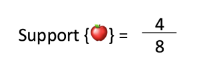 Support {🍎} = 4/8